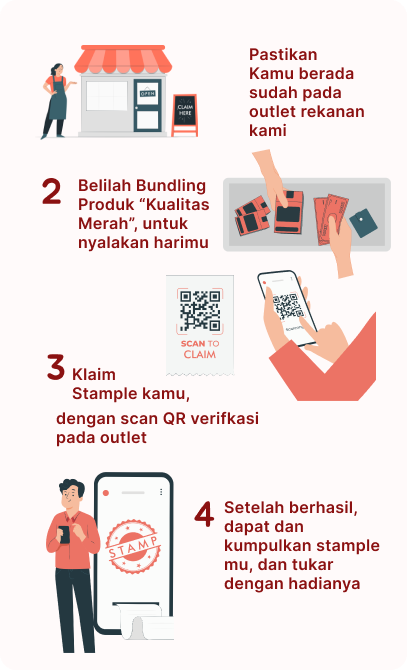 Pastikan
Kamu berada
sudah pada
outlet rekanan
kami
OPEN
CLAIM
HERE
2
Belilah Bundling
Produk “Kualitas
Merah”, untuk
nyalakan harimu
SCAN TO
CLAIM
3
Klaim
Stample kamu,
dengan scan QR verifkasi
pada outlet
STAMP
4
Setelah berhasil,
dapat dan
kumpulkan stample
mu, dan tukar
dengan hadianya